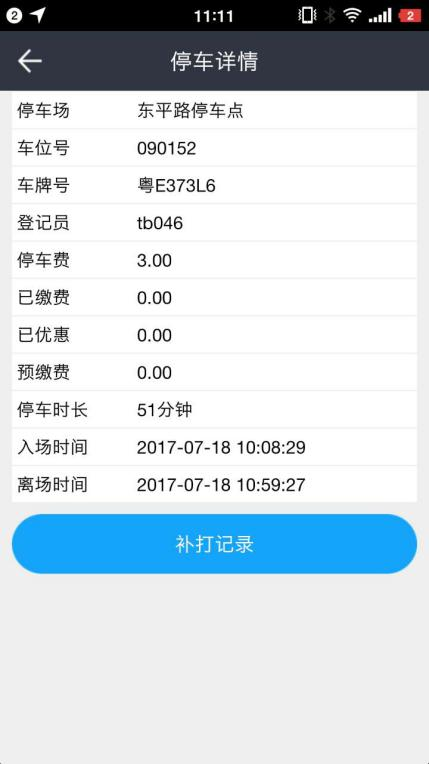 2 11:11 2
停车详情
停车场 东平路停车点
车位号 090152
车牌号 粤E373L6
登记员 tb046
停车费 3.00
已缴费 0.00
已优惠 0.00
预缴费 0.00
停车时长 51分钟
入场时间 2017-07-18 10:08:29
离场时间 2017-07-18 10:59:27
补打记录